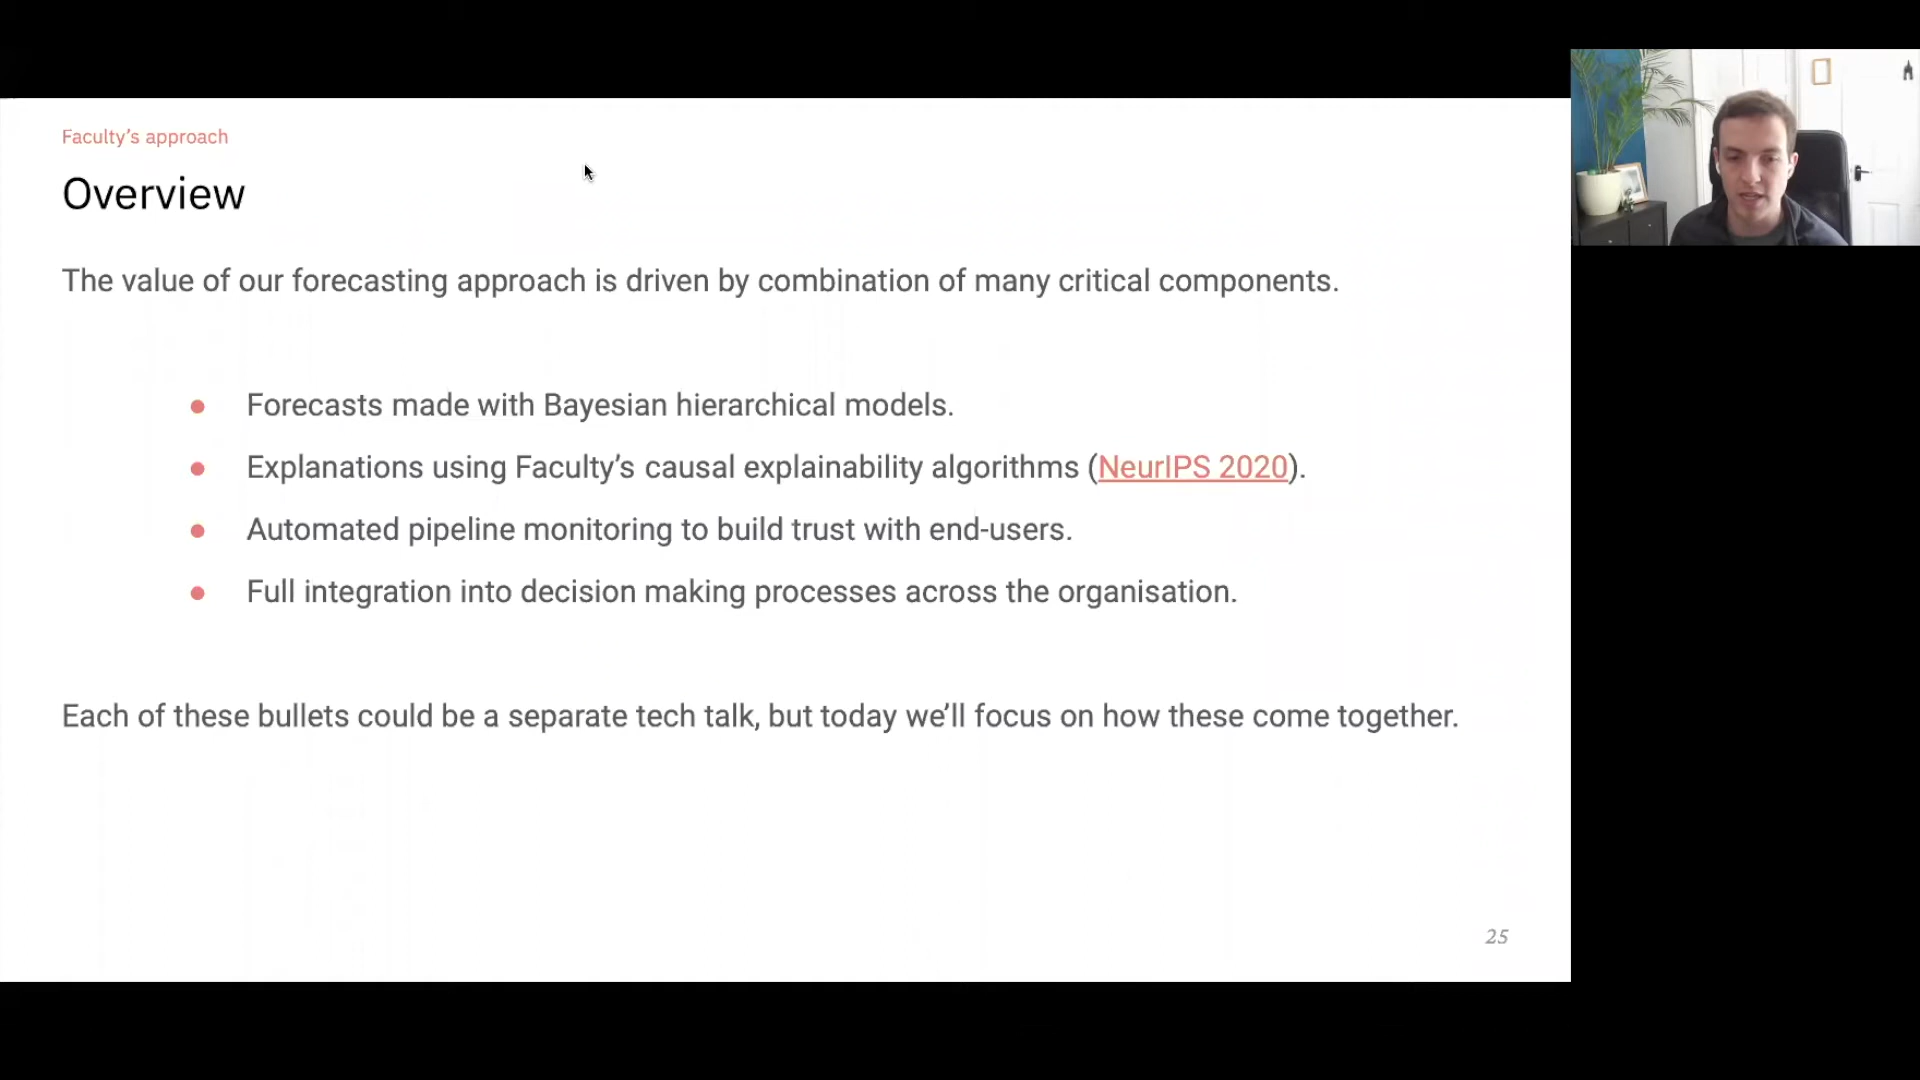 Faculty’s approach
Overview
The value of our forecasting approach is driven by combination of many critical components.
● Forecasts made with Bayesian hierarchical models.
● Explanations using Faculty’s causal explainability algorithms (NeurIPS 2020).
● Automated pipeline monitoring to build trust with end-users.
● Full integration into decision making processes across the organisation.
Each of these bullets could be a separate tech talk, but today we’ll focus on how these come together.
25